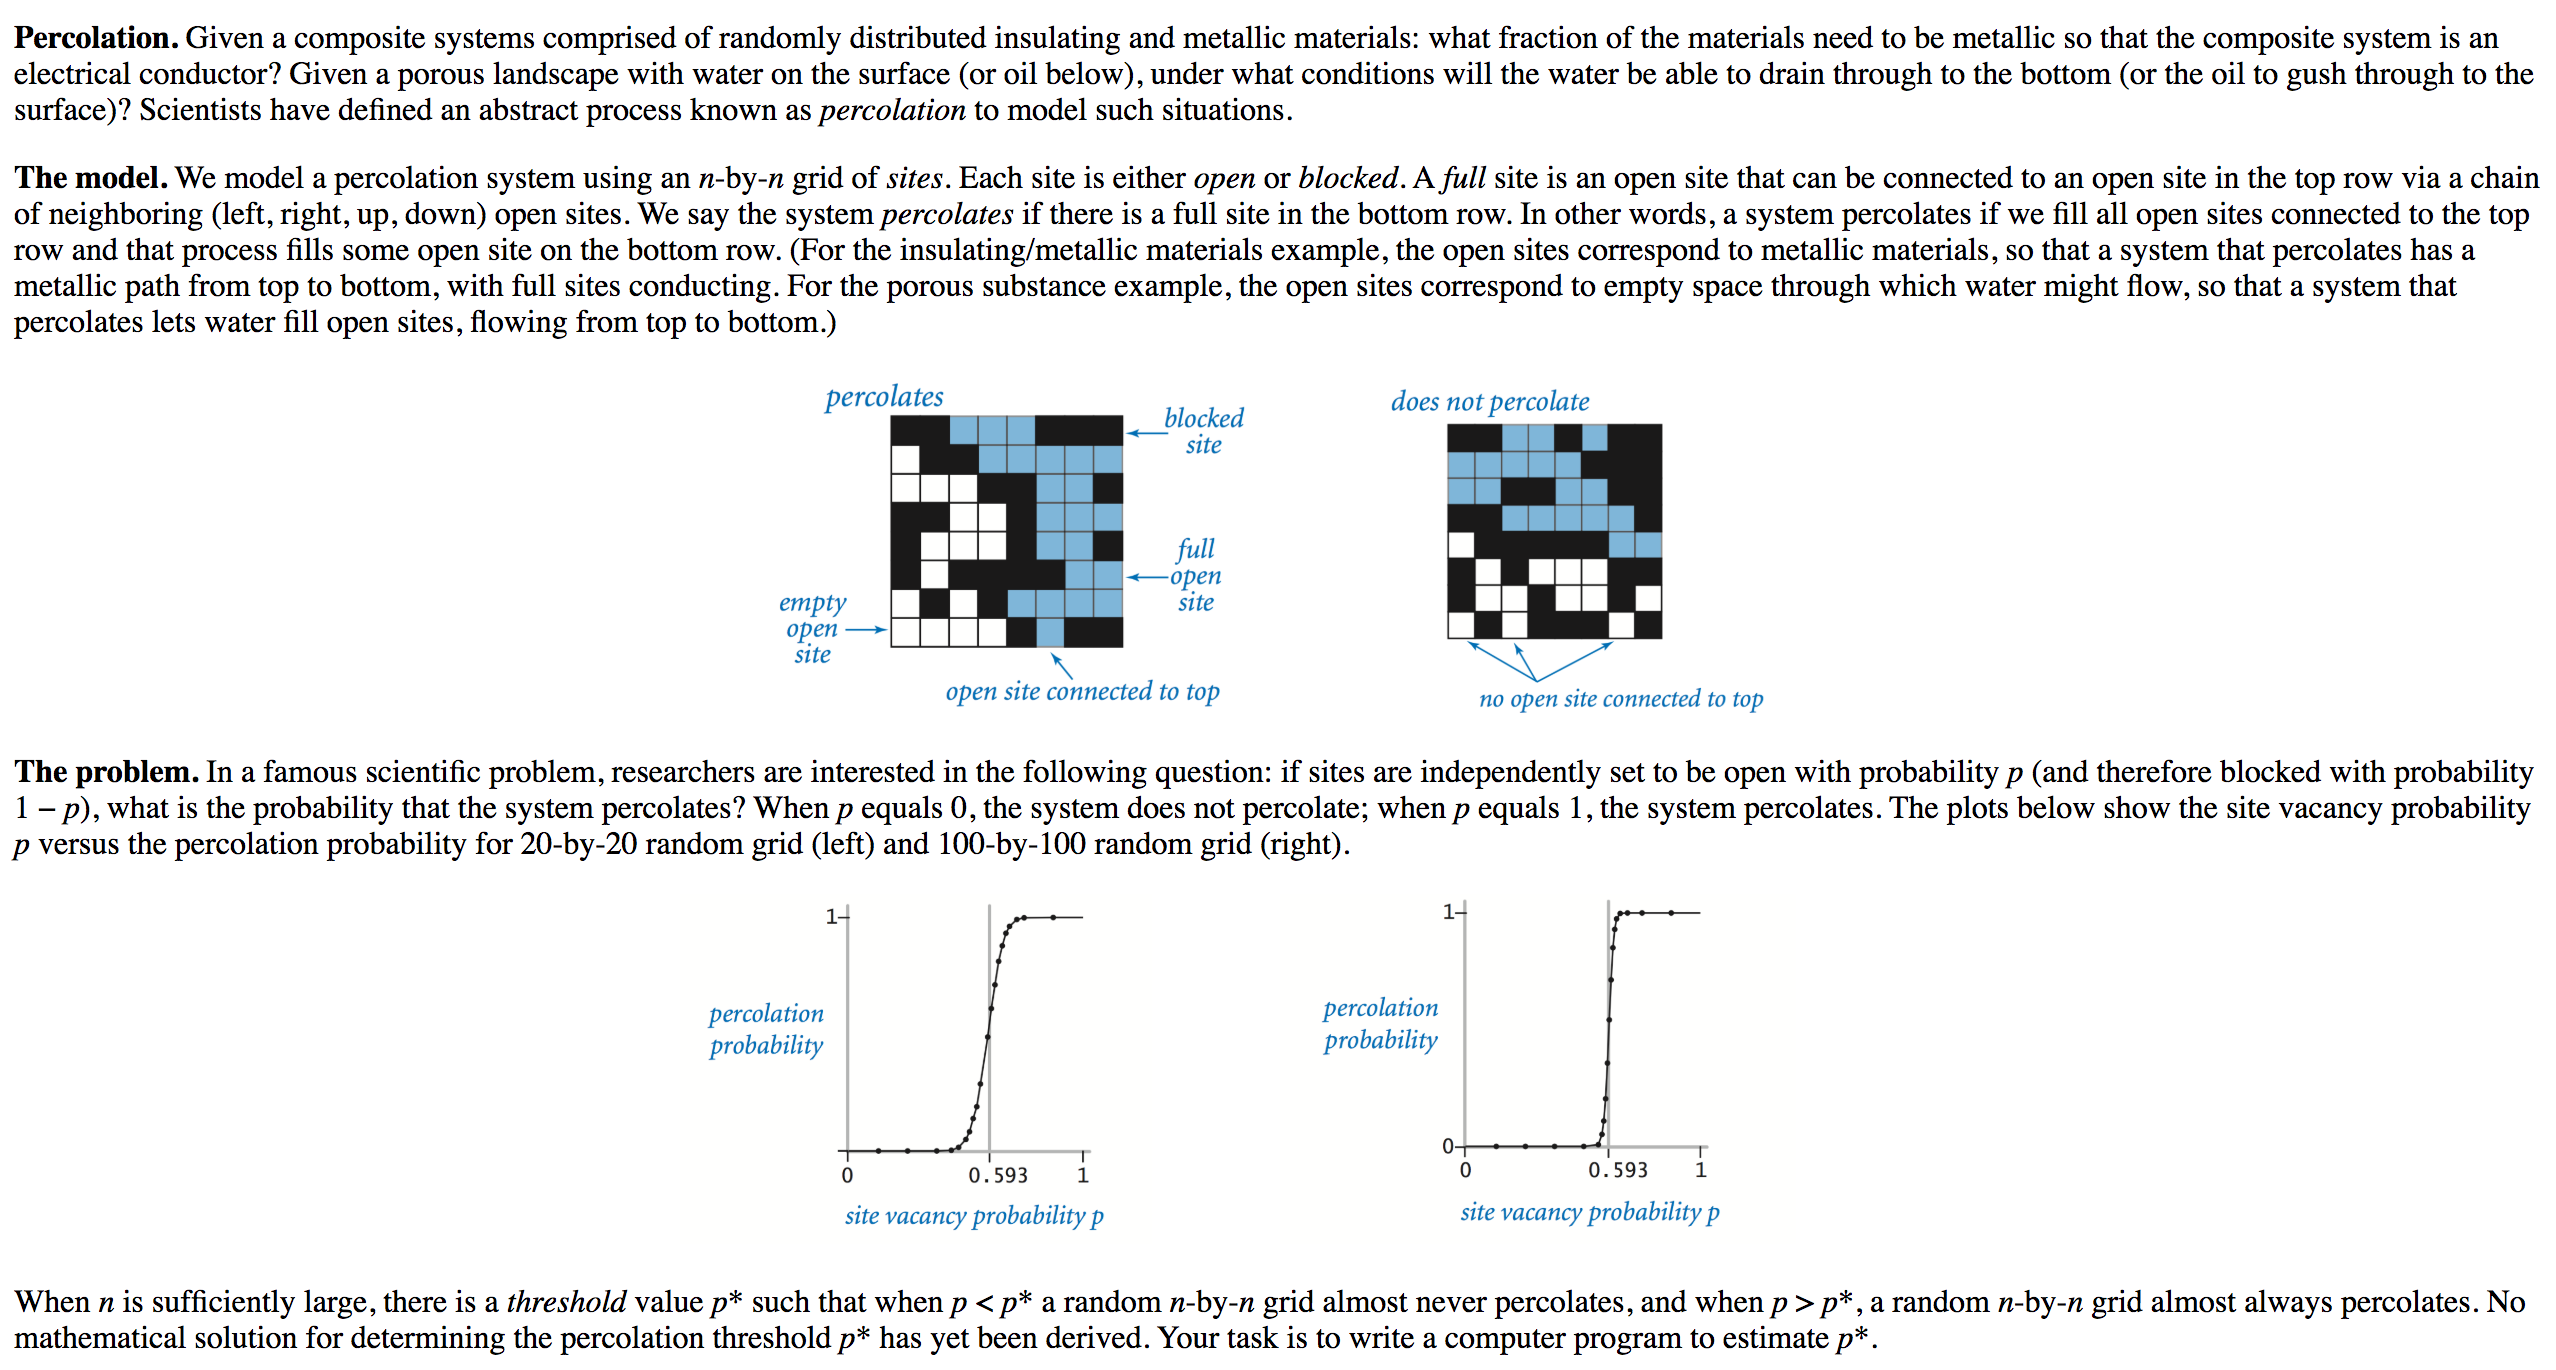 Percolation. Given a composite systems comprised of randomly distributed insulating and metallic materials: what fraction of the materials need to be metallic so that the composite system is an
electrical conductor? Given a porous landscape with water on the surface (or oil below), under what conditions will the water be able to drain through to the bottom (or the oil to gush through to the
surface)? Scientists have defined an abstract process known as percolation to model such situations.
The model. We model a percolation system using an n-by-n grid of sites. Each site is either open or blocked. A full site is an open site that can be connected to an open site in the top row via a chain
of neighboring (left, right, up, down) open sites. We say the system percolates if there is a full site in the bottom row. In other words, a system percolates if we fill all open sites connected to the top
row and that process fills some open site on the bottom row. (For the insulating/metallic materials example, the open sites correspond to metallic materials, so that a system that percolates has a
metallic path from top to bottom, with full sites conducting. For the porous substance example, the open sites correspond to empty space through which water might flow, so that a system that
percolates lets water fill open sites, flowing from top to bottom.)
percolates
blocked
site
full
open
site
empty
open
site
open site connected to top
does not percolate
no open site connected to top
The problem. In a famous scientific problem, researchers are interested in the following question: if sites are independently set to be open with probability p (and therefore blocked with probability
1 − p), what is the probability that the system percolates? When p equals 0, the system does not percolate; when p equals 1, the system percolates. The plots below show the site vacancy probability
p versus the percolation probability for 20-by-20 random grid (left) and 100-by-100 random grid (right).
1
percolation
probability
0 0.593 1
site vacancy probability p
1
percolation
probability
0
0 0.593 1
site vacancy probability p
When n is sufficiently large, there is a threshold value p* such that when p < p* a random n-by-n grid almost never percolates, and when p > p*, a random n-by-n grid almost always percolates. No
mathematical solution for determining the percolation threshold p* has yet been derived. Your task is to write a computer program to estimate p*.